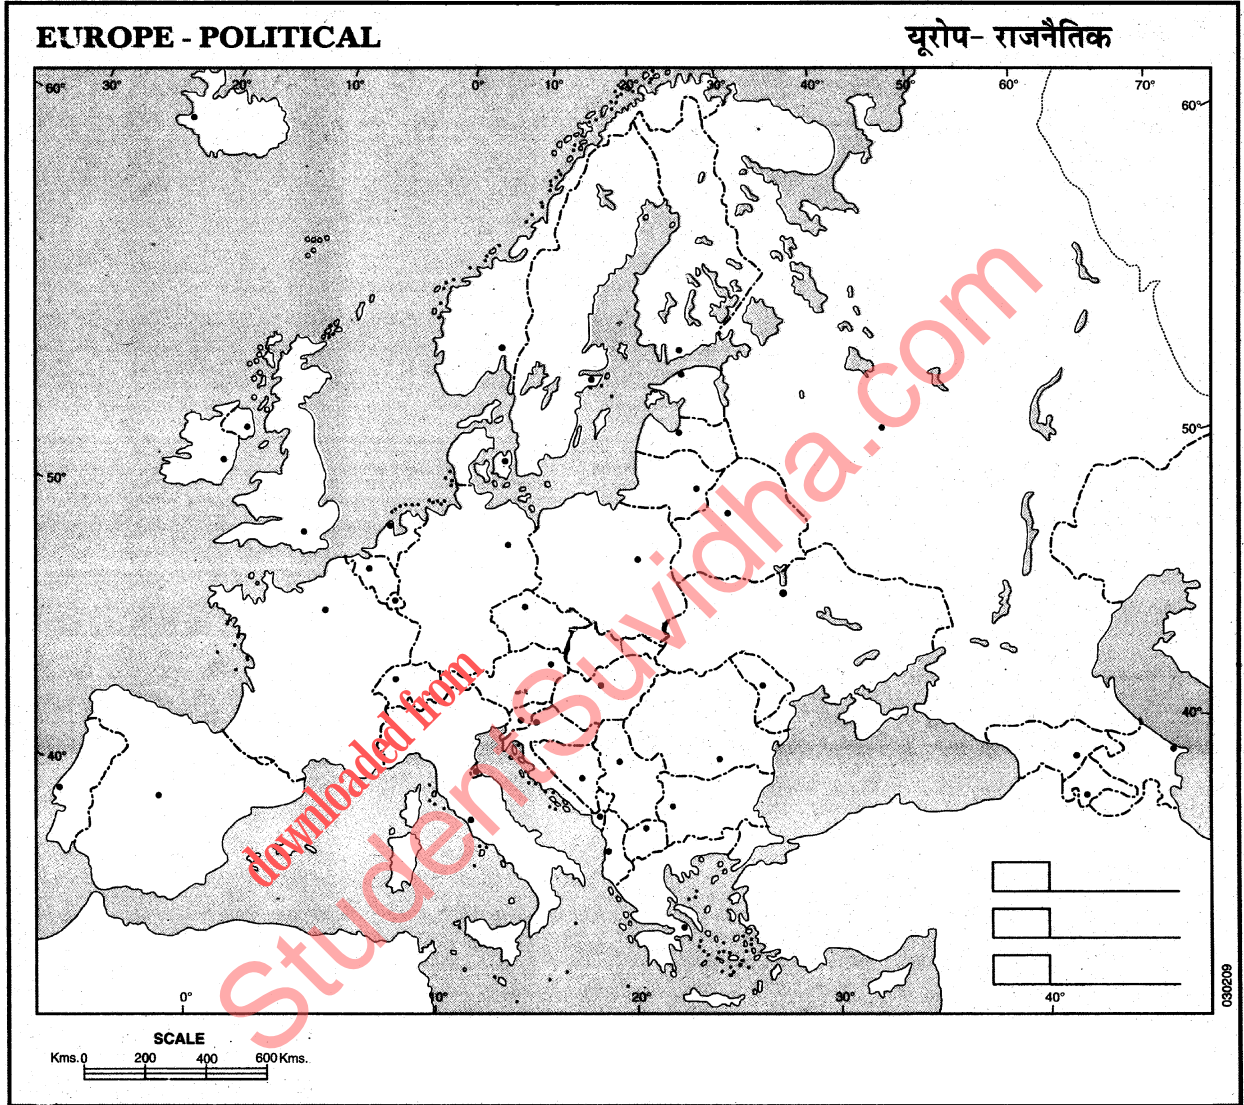 EUROPE - POLITICAL
यूरोप- राजनैतिक
60° 30° 20° 10° 0° 10° 20° 30° 40° 50° 60° 70°
60°
50°
50°
40°
40°
downloaded from
StudentSuvidha.com
0° 10° 20° 30° 40°
030209
SCALE
Kms. 0 200 400 600 Kms.